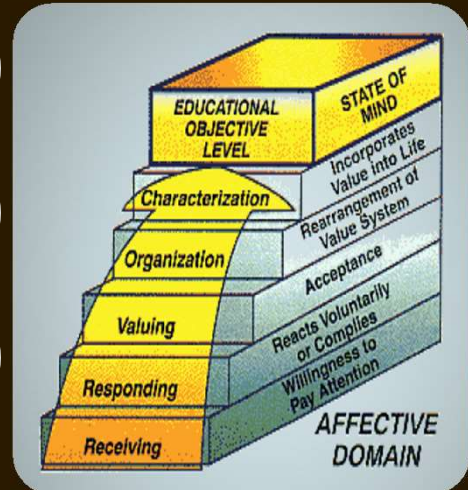 EDUCATIONAL
OBJECTIVE
LEVEL
STATE OF
MIND
Characterization
Incorporates
Value into Life
Organization
Rearrangement of
Value System
Valuing
Acceptance
Responding
Reacts Voluntarily
or Complies
Receiving
Willingness to
Pay Attention
AFFECTIVE
DOMAIN